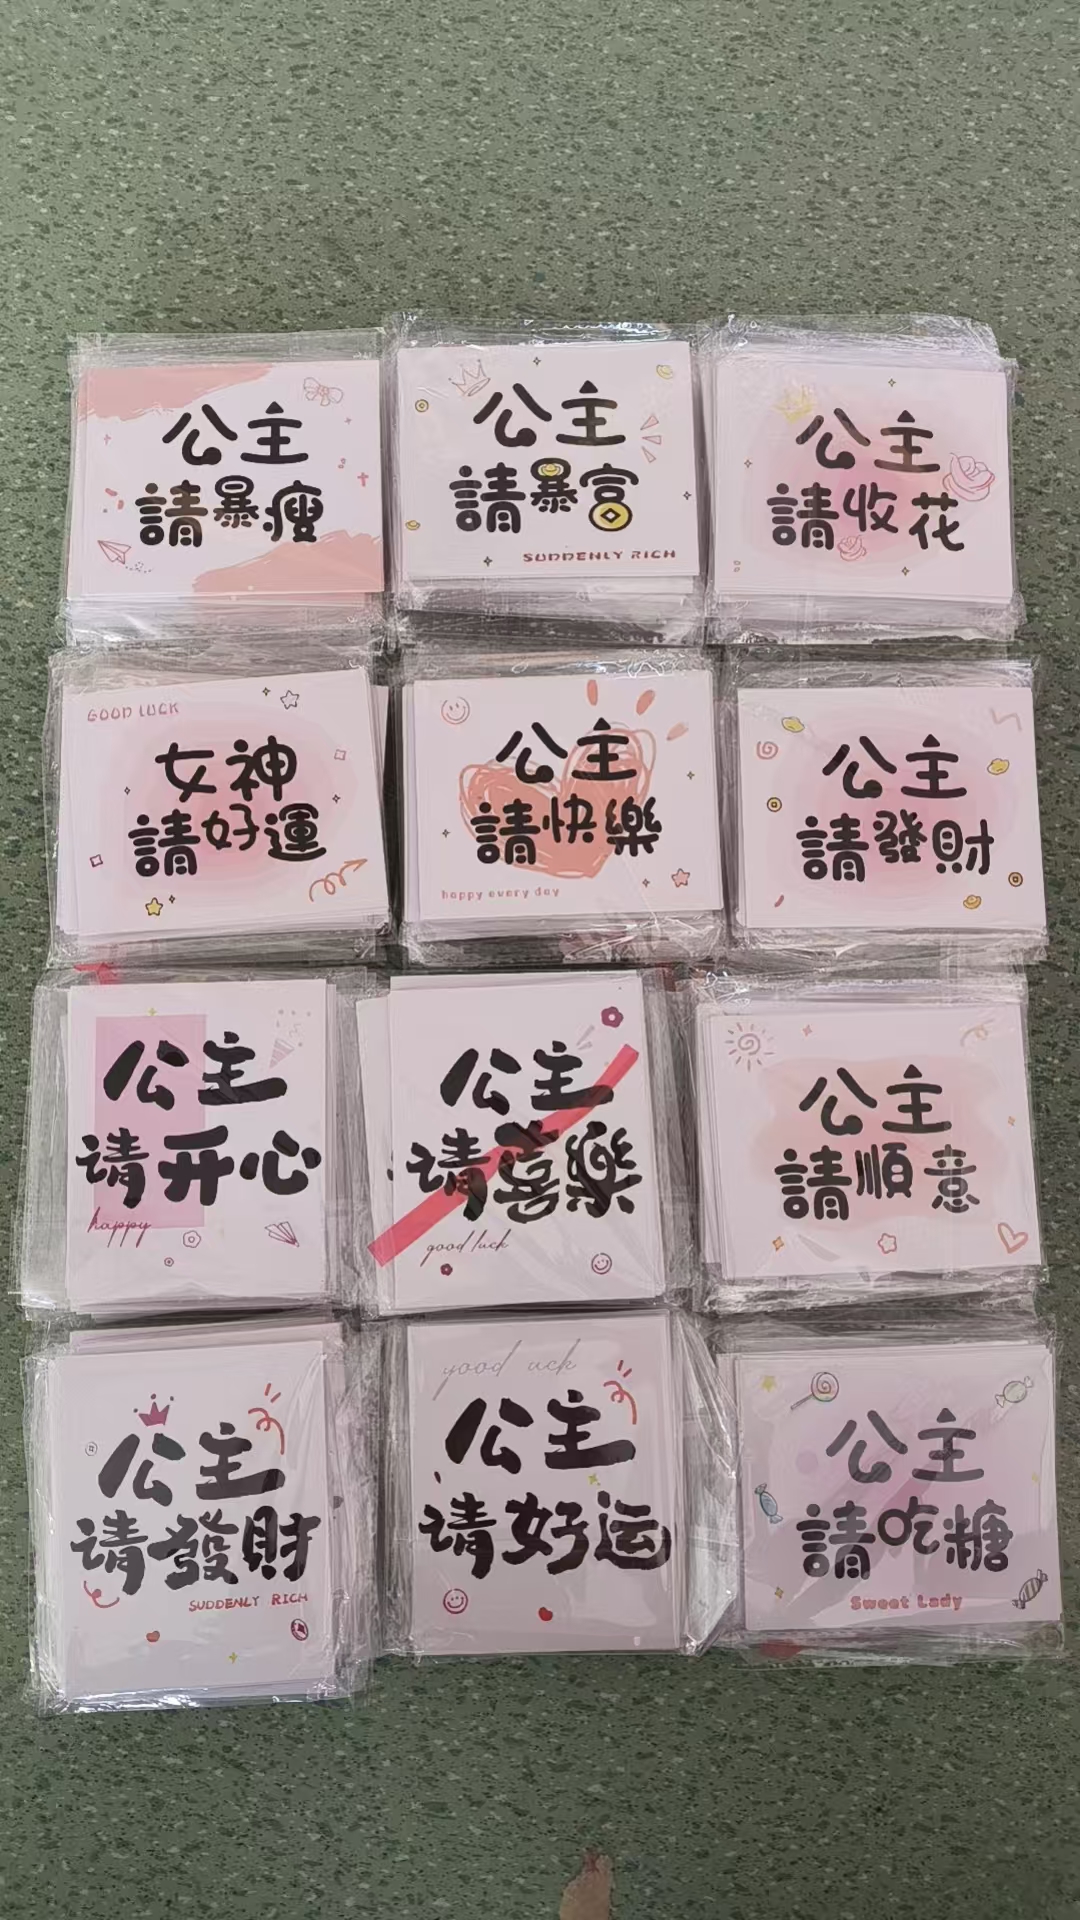 公主
請暴瘦
公主
請暴富
SUDDENLY RICH
公主
請收花
GOOD LUCK
女神
請好運
公主
請快樂
happy every day
公主
請發財
公主
请开心
happy
公主
请喜樂
good luck
公主
請順意
公主
请發財
SUDDENLY RICH
good uck
公主
请好运
公主
請吃糖
Sweet Lady